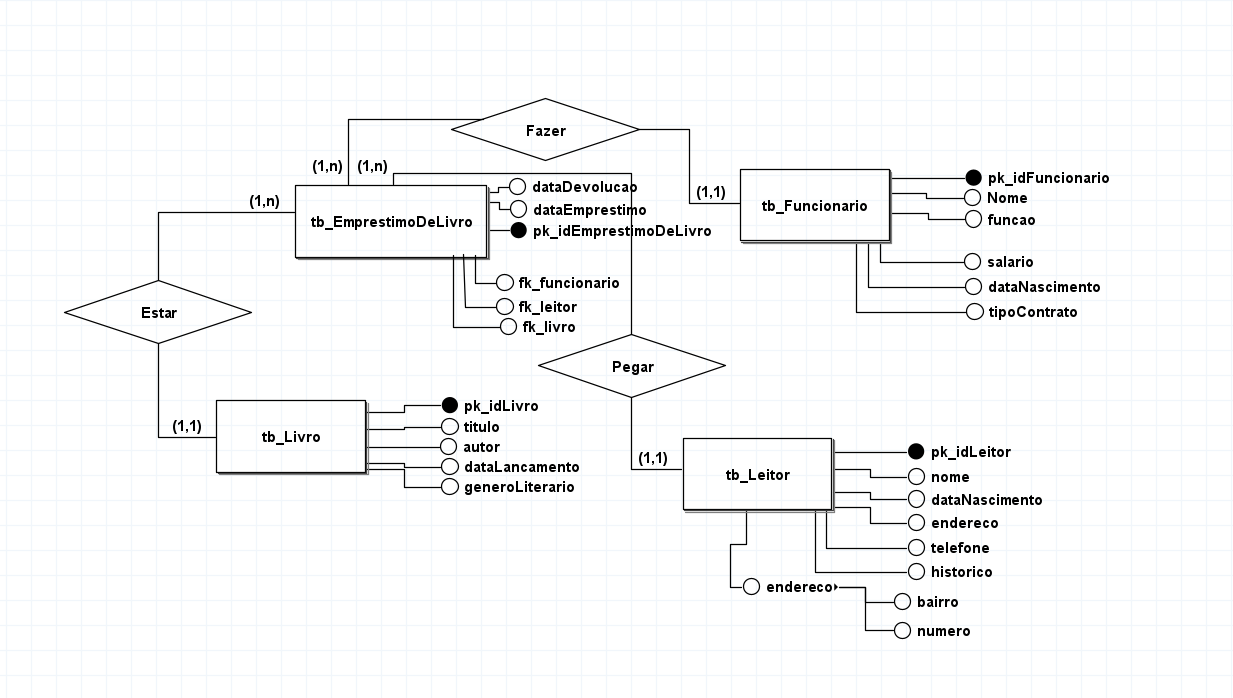 Fazer
(1,n)
(1,n)
(1,n)
tb_EmprestimoDeLivro
dataDevolucao
dataEmprestimo
pk_idEmprestimoDeLivro
fk_funcionario
fk_leitor
fk_livro
(1,1)
tb_Funcionario
pk_idFuncionario
Nome
funcao
salario
dataNascimento
tipoContrato
Estar
Pegar
(1,1)
tb_Livro
pk_idLivro
titulo
autor
dataLancamento
generoLiterario
(1,1)
tb_Leitor
pk_idLeitor
nome
dataNascimento
endereco
telefone
historico
endereco
bairro
numero